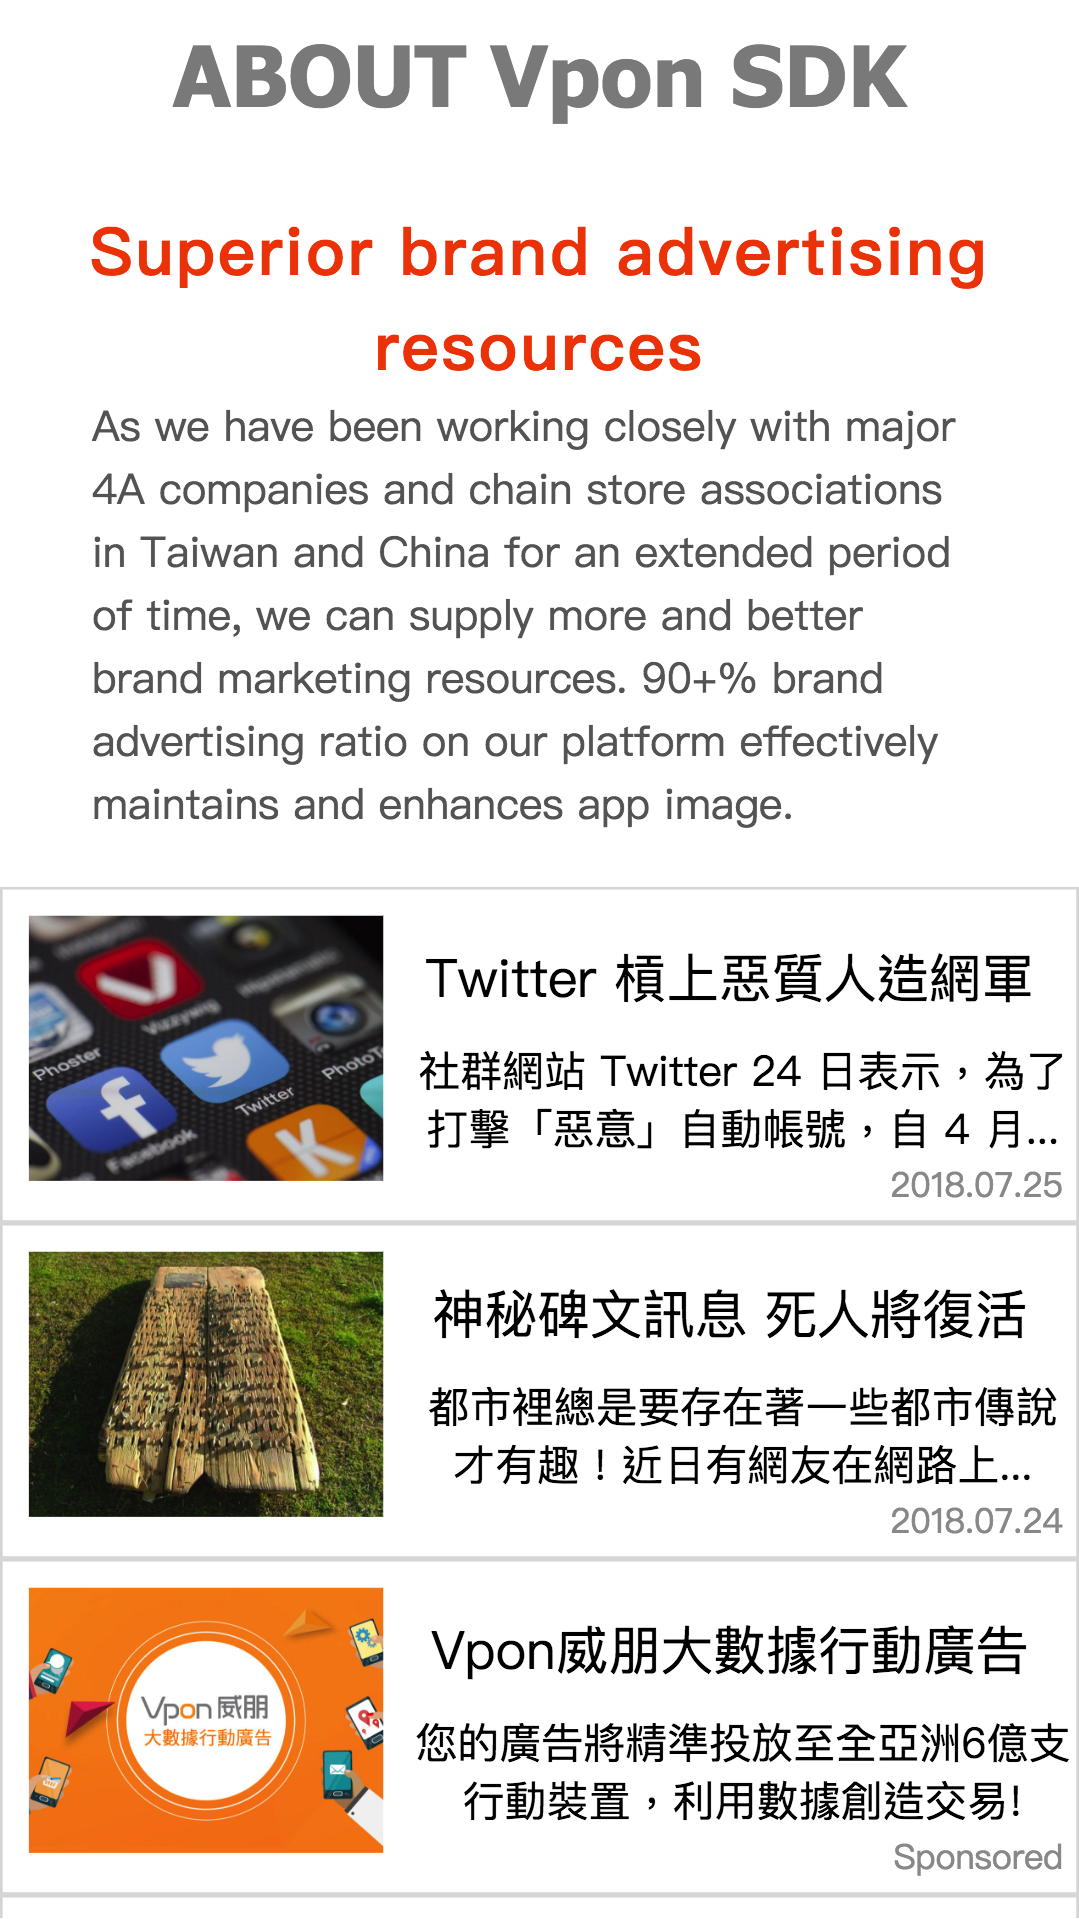 ABOUT Vpon SDK
Superior brand advertising
resources
As we have been working closely with major
4A companies and chain store associations
in Taiwan and China for an extended period
of time, we can supply more and better
brand marketing resources. 90+% brand
advertising ratio on our platform effectively
maintains and enhances app image.
Vizzywig
Phoster
PhotoT
Twitter
Facebook
Twitter 槓上惡質人造網軍
社群網站 Twitter 24 日表示，為了
打擊「惡意」自動帳號，自 4 月...
2018.07.25
神秘碑文訊息 死人將復活
都市裡總是要存在著一些都市傳說
才有趣！近日有網友在網路上...
2018.07.24
Vpon 威朋
大數據行動廣告
Vpon威朋大數據行動廣告
您的廣告將精準投放至全亞洲6億支
行動裝置，利用數據創造交易!
Sponsored